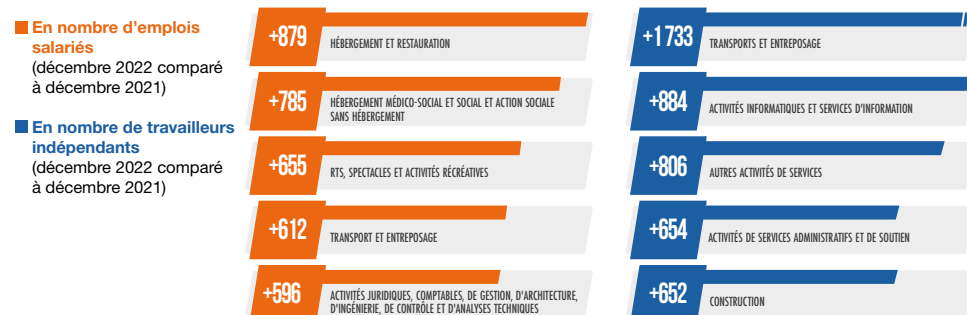 En nombre d’emplois
salariés
(décembre 2022 comparé
à décembre 2021)
En nombre de travailleurs
indépendants
(décembre 2022 comparé
à décembre 2021)
+879
HÉBERGEMENT ET RESTAURATION
+785
HÉBERGEMENT MÉDICO-SOCIAL ET SOCIAL ET ACTION SOCIALE
SANS HÉBERGEMENT
+655
RTS, SPECTACLES ET ACTIVITÉS RÉCRÉATIVES
+612
TRANSPORT ET ENTREPOSAGE
+596
ACTIVITÉS JURIDIQUES, COMPTABLES, DE GESTION, D'ARCHITECTURE,
D'INGÉNIERIE, DE CONTRÔLE ET D'ANALYSES TECHNIQUES
+1 733
TRANSPORTS ET ENTREPOSAGE
+884
ACTIVITÉS INFORMATIQUES ET SERVICES D'INFORMATION
+806
AUTRES ACTIVITÉS DE SERVICES
+654
ACTIVITÉS DE SERVICES ADMINISTRATIFS ET DE SOUTIEN
+652
CONSTRUCTION